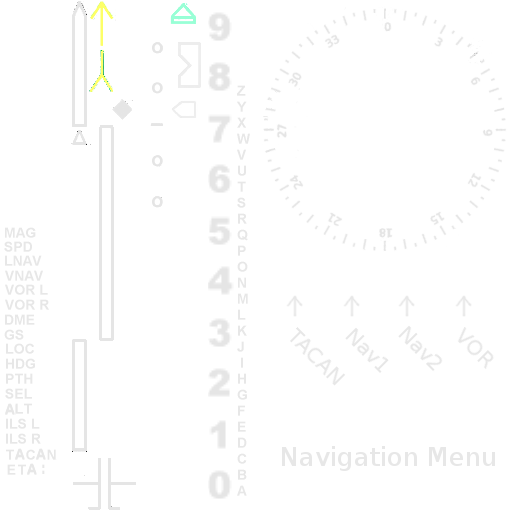 MAG
SPD
LNAV
VNAV
VOR L
VOR R
DME
GS
LOC
HDG
PTH
SEL
ALT
ILS L
ILS R
TACAN
ETA :
9
8
7
6
5
4
3
2
1
0
Z
Y
X
W
V
U
T
S
R
Q
P
O
N
M
L
K
J
I
H
G
F
E
D
C
B
A
0
3
6
9
12
15
18
21
24
27
30
33
TACAN
Nav1
Nav2
VOR
Navigation Menu